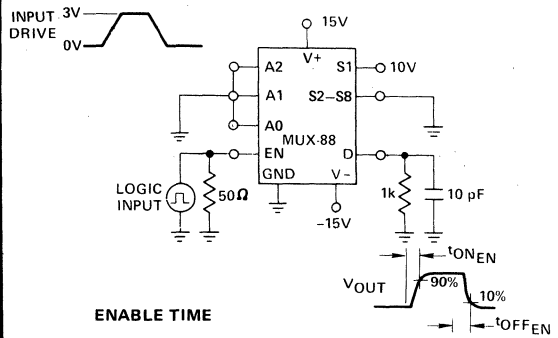 INPUT DRIVE
3V
0V
15V
V+
A2
S1
10V
A1
S2–S8
A0
MUX-88
EN
D
GND
V-
LOGIC INPUT
50Ω
1k
10 pF
-15V
tONEN
VOUT
90%
10%
tOFFEN
ENABLE TIME